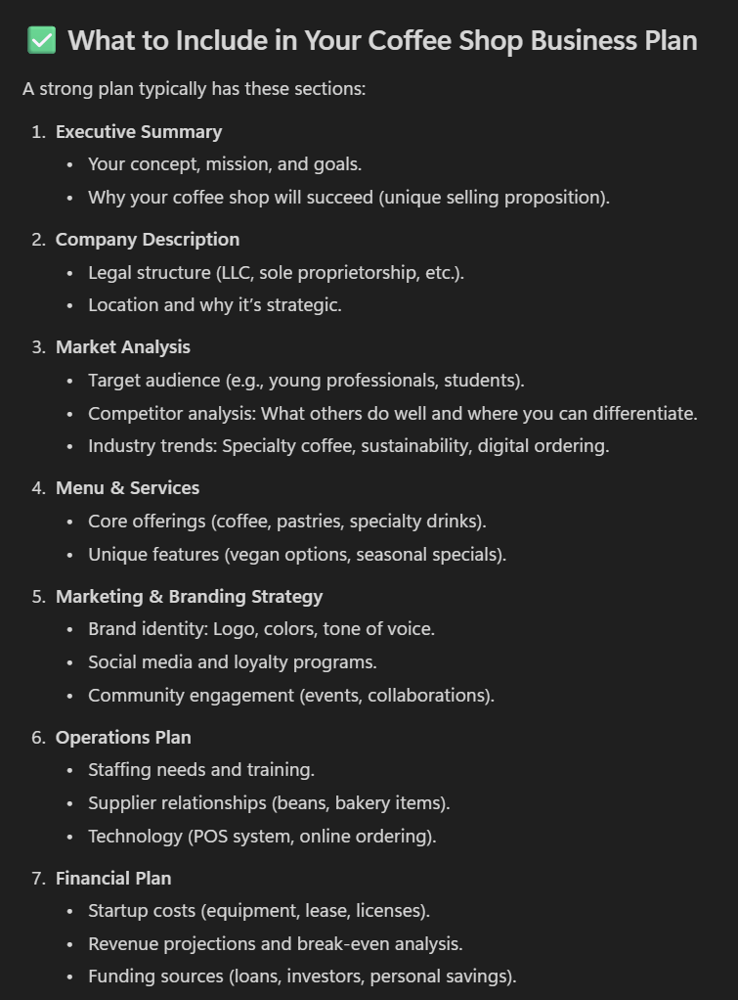 ✅ What to Include in Your Coffee Shop Business Plan
A strong plan typically has these sections:
1. Executive Summary
• Your concept, mission, and goals.
• Why your coffee shop will succeed (unique selling proposition).
2. Company Description
• Legal structure (LLC, sole proprietorship, etc.).
• Location and why it’s strategic.
3. Market Analysis
• Target audience (e.g., young professionals, students).
• Competitor analysis: What others do well and where you can differentiate.
• Industry trends: Specialty coffee, sustainability, digital ordering.
4. Menu & Services
• Core offerings (coffee, pastries, specialty drinks).
• Unique features (vegan options, seasonal specials).
5. Marketing & Branding Strategy
• Brand identity: Logo, colors, tone of voice.
• Social media and loyalty programs.
• Community engagement (events, collaborations).
6. Operations Plan
• Staffing needs and training.
• Supplier relationships (beans, bakery items).
• Technology (POS system, online ordering).
7. Financial Plan
• Startup costs (equipment, lease, licenses).
• Revenue projections and break-even analysis.
• Funding sources (loans, investors, personal savings).